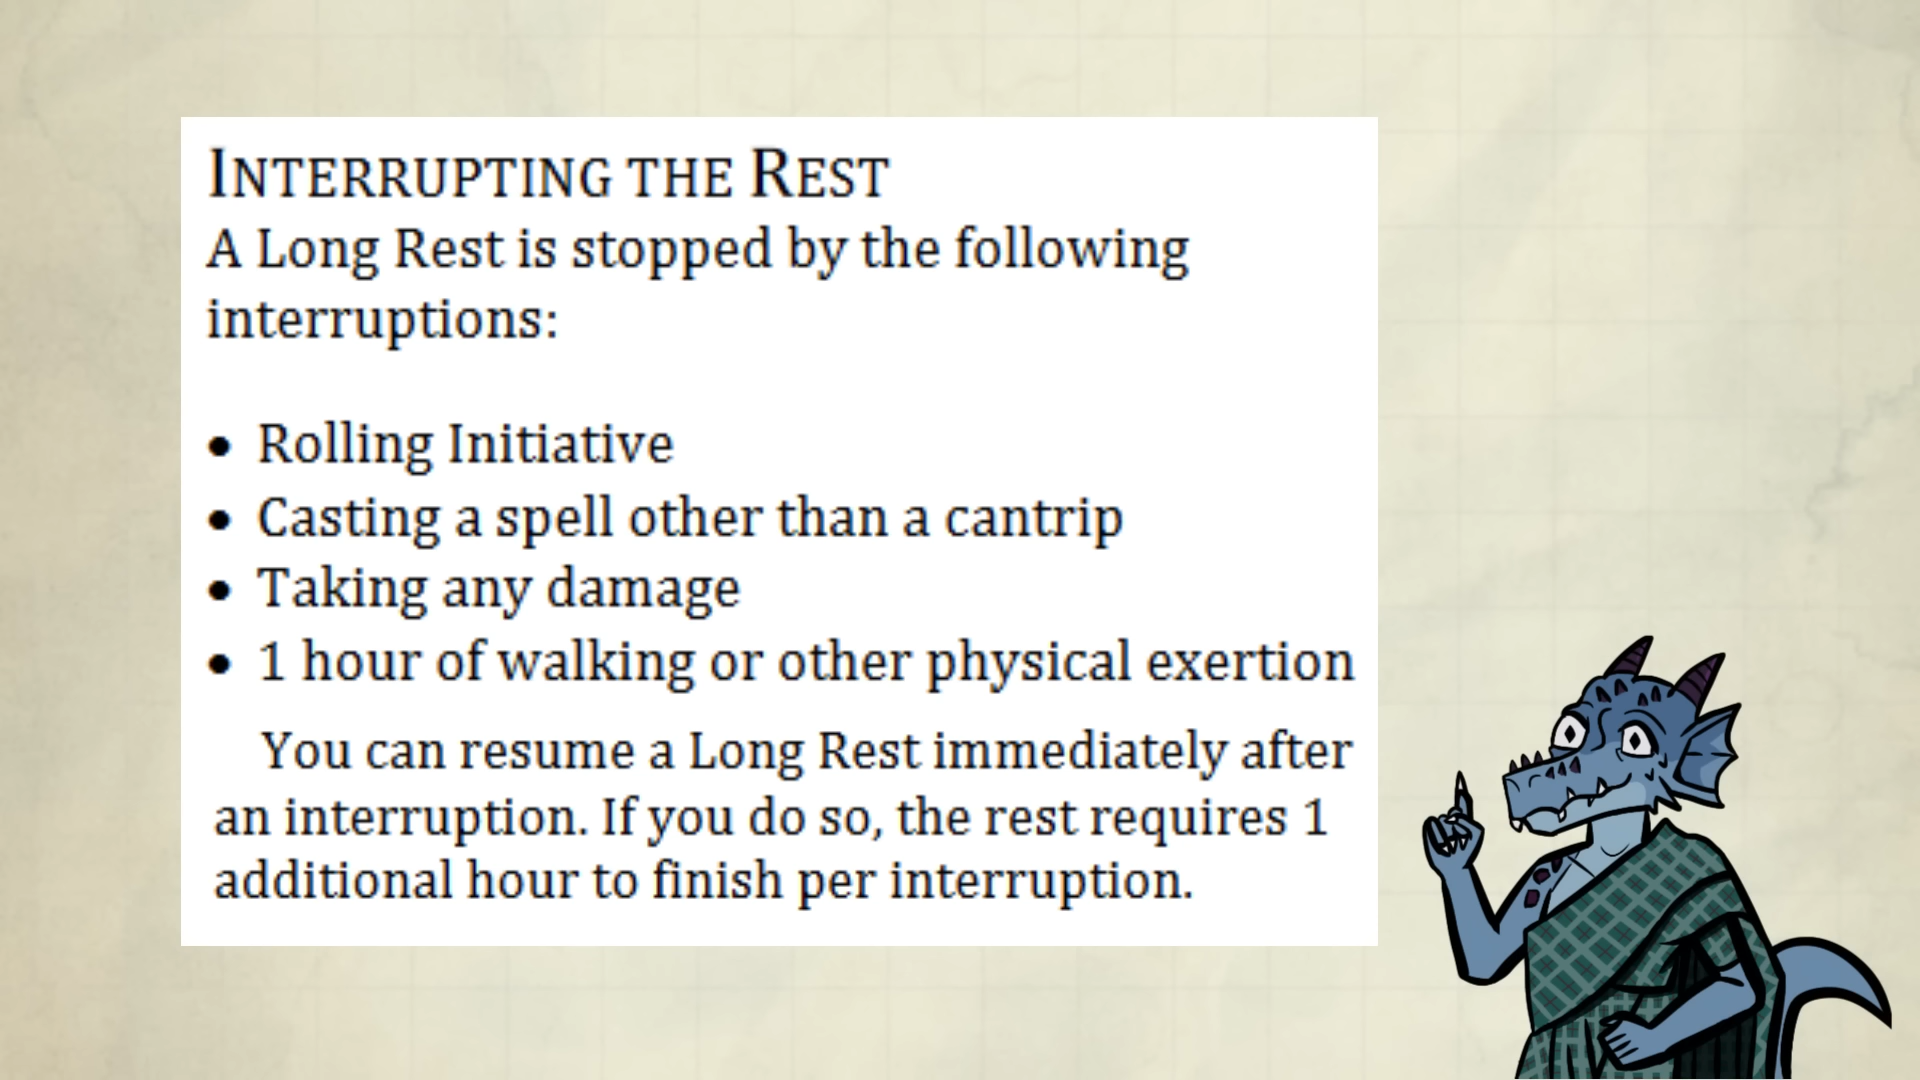 INTERRUPTING THE REST
A Long Rest is stopped by the following
interruptions:
• Rolling Initiative
• Casting a spell other than a cantrip
• Taking any damage
• 1 hour of walking or other physical exertion
You can resume a Long Rest immediately after
an interruption. If you do so, the rest requires 1
additional hour to finish per interruption.